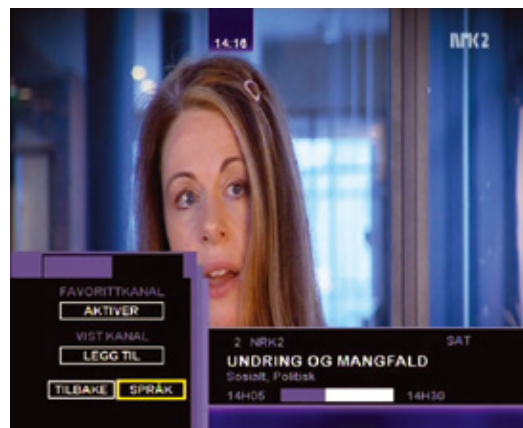 14:16
NRK2
FAVORITTKANAL
AKTIVER
VIST KANAL
LEGG TIL
TILBAKE SPRÅK
2 NRK2 SAT
UNDRING OG MANGFALD
Sosialt, Politisk
14H05 14H30